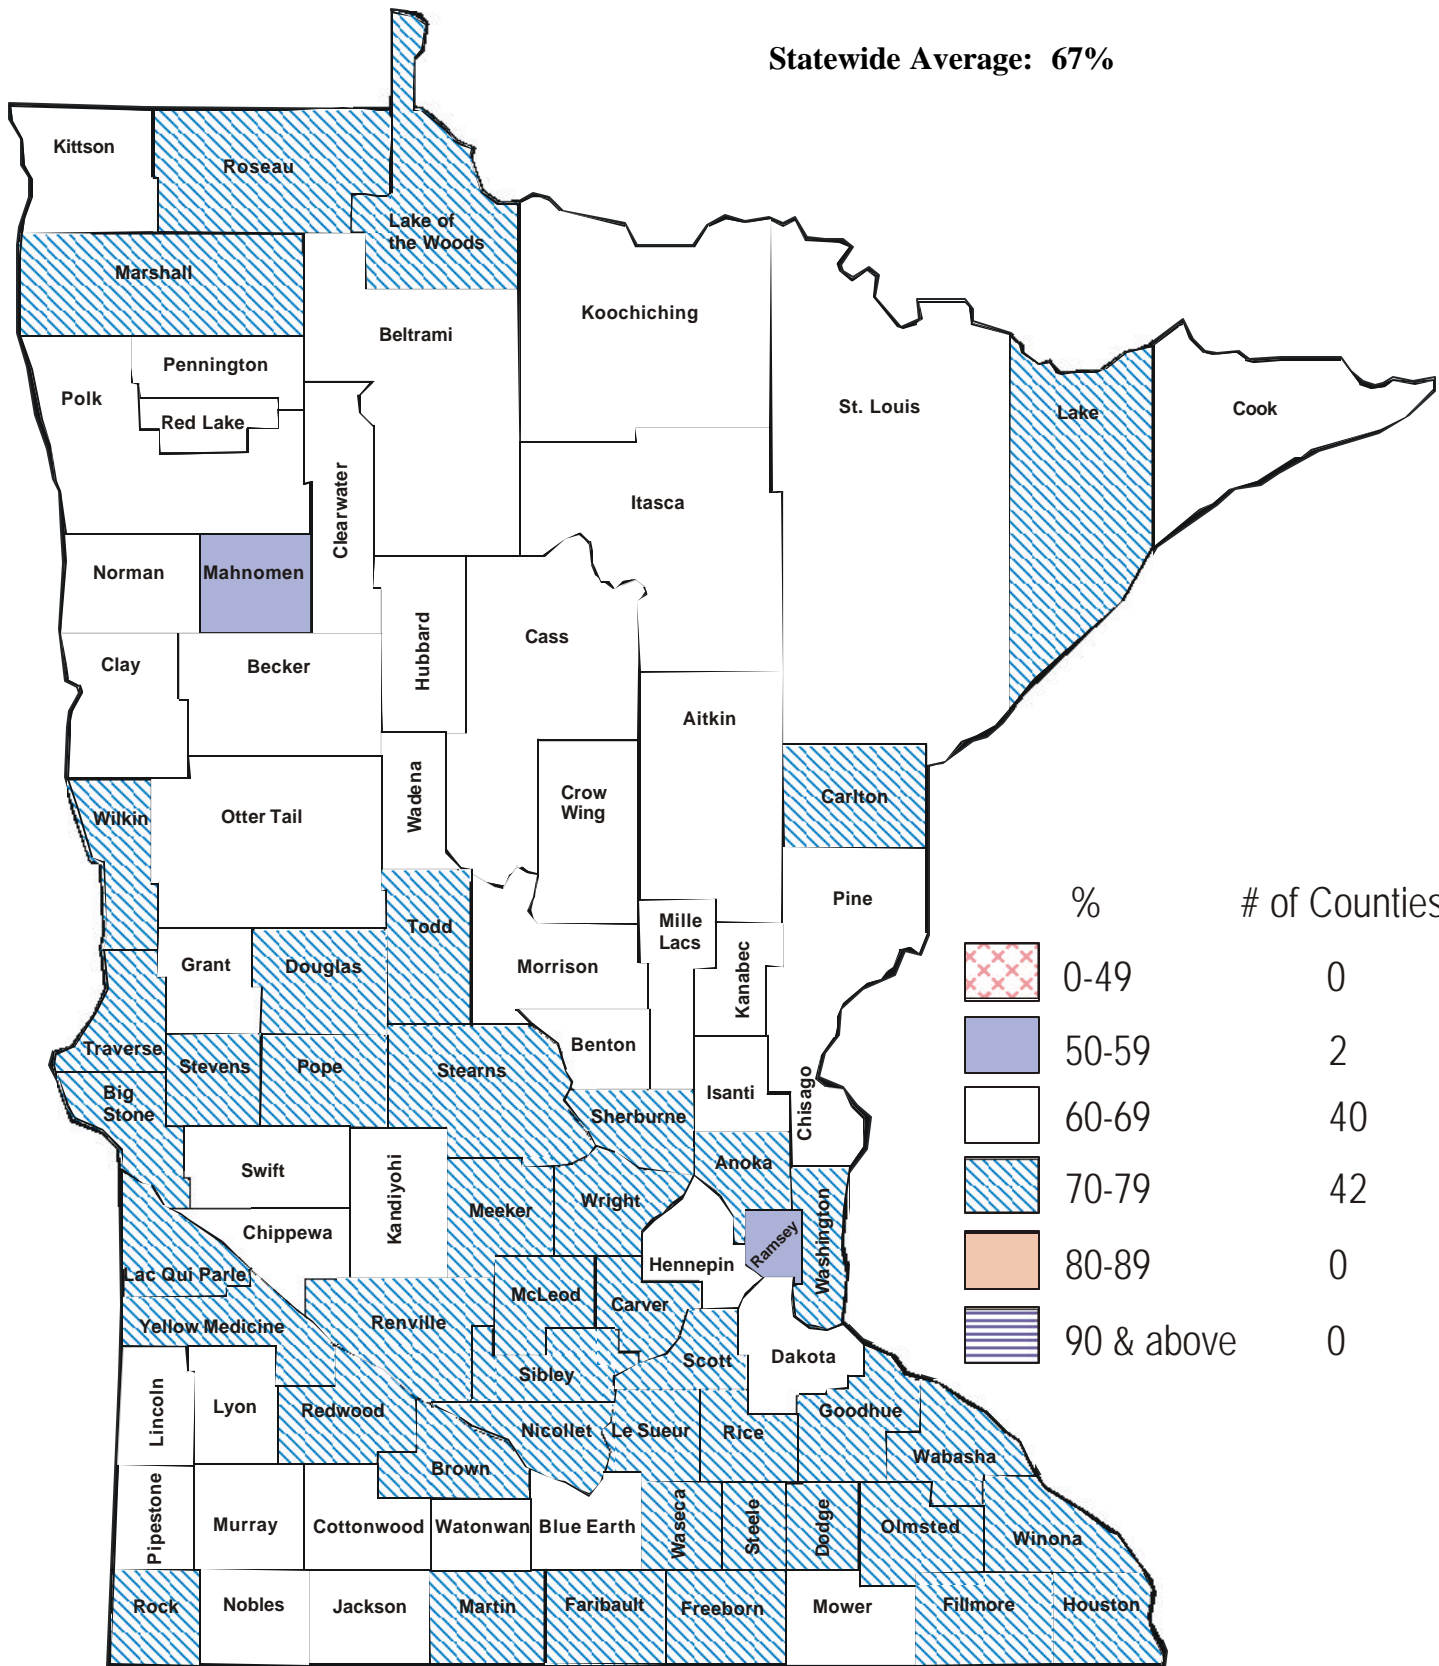 Statewide Average: 67%
Kittson
Roseau
Lake of
the Woods
Marshall
Koochiching
Beltrami
Pennington
Polk
Red Lake
St. Louis
Lake
Cook
Clearwater
Itasca
Norman
Mahnomen
Hubbard
Cass
Clay
Becker
Aitkin
Wadena
Crow
Wing
Carlton
Wilkin
Otter Tail
Pine
Todd
Mille
Lacs
Grant
Douglas
Morrison
Kanabec
Traverse
Stevens
Pope
Stearns
Benton
Big
Stone
Isanti
Chisago
Sherburne
Swift
Kandiyohi
Anoka
Meeker
Wright
Chippewa
Ramsey
Washington
Hennepin
Lac Qui Parle
McLeod
Carver
Yellow Medicine
Renville
Scott
Dakota
Sibley
Lincoln
Lyon
Redwood
Nicollet
Le Sueur
Rice
Goodhue
Brown
Wabasha
Pipestone
Murray
Cottonwood
Watonwan
Blue Earth
Waseca
Steele
Dodge
Olmsted
Winona
Rock
Nobles
Jackson
Martin
Faribault
Freeborn
Mower
Fillmore
Houston
% # of Counties
0-49 0
50-59 2
60-69 40
70-79 42
80-89 0
90 & above 0